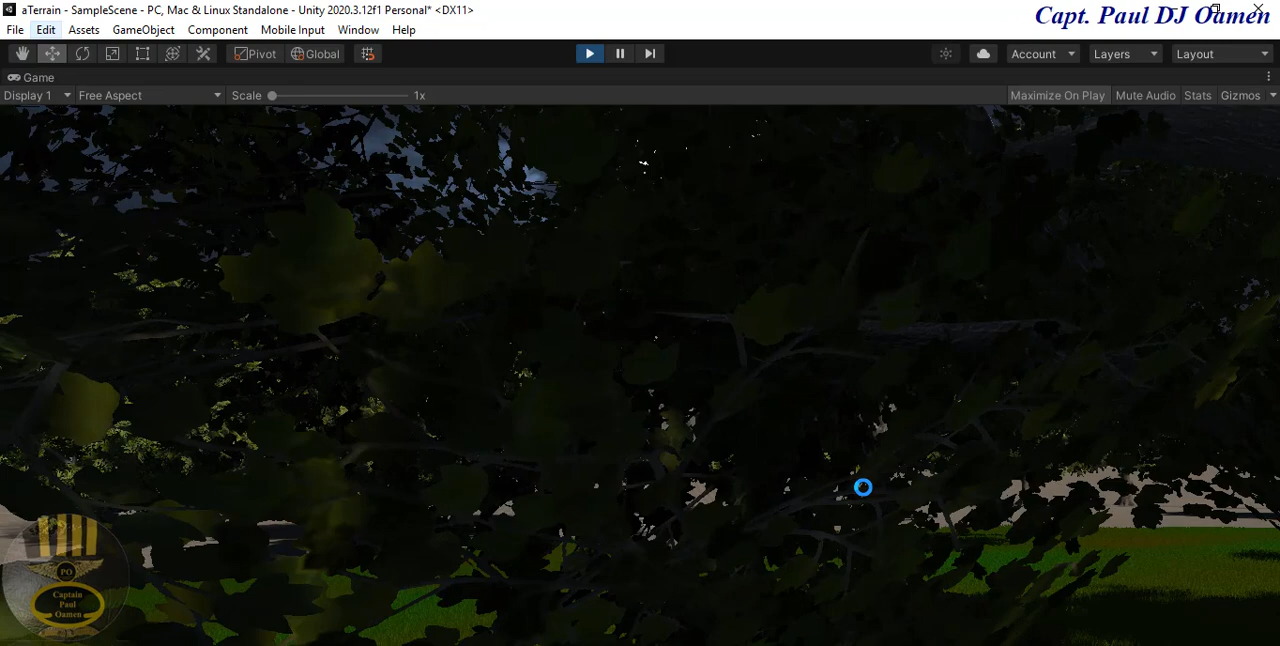 aTerrain - SampleScene - PC, Mac & Linux Standalone - Unity 2020.3.12f1 Personal* <DX11>
Capt. Paul DJ Oamen
File Edit Assets GameObject Component Mobile Input Window Help
Pivot Global Account Layers Layout
Game
Display 1 Free Aspect Scale 1x Maximize On Play Mute Audio Stats Gizmos
PO
Captain
Paul
Oamen